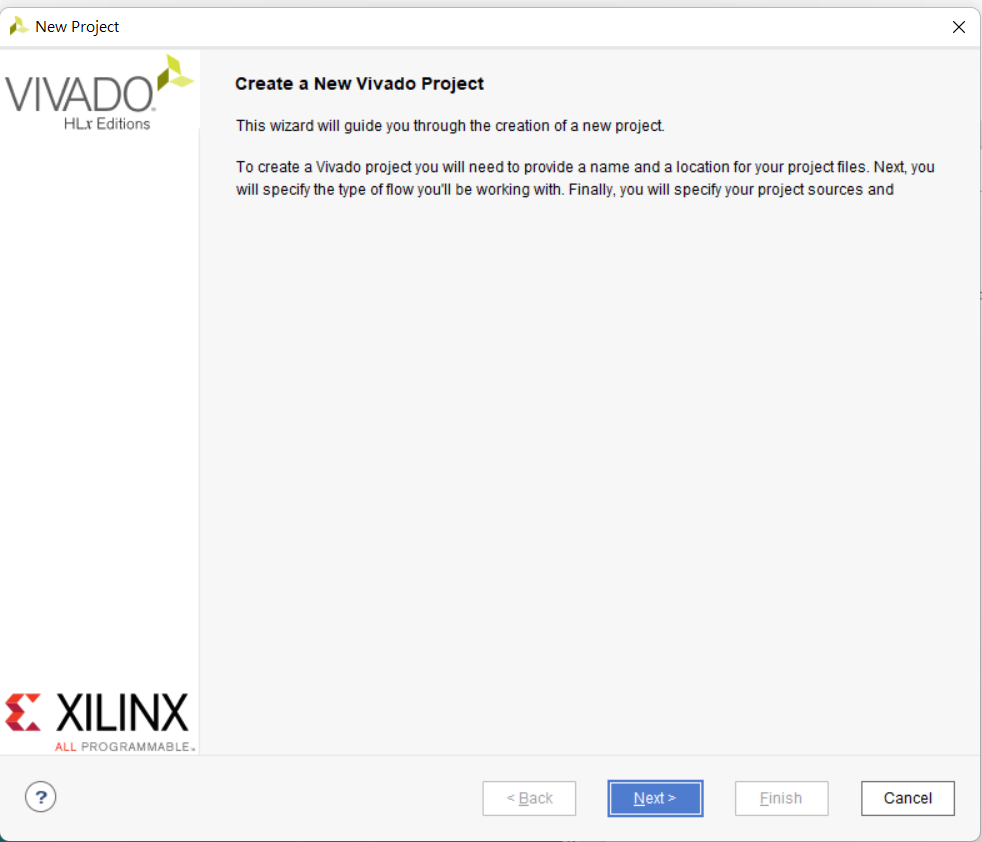 New Project
VIVADO
HLx Editions
Create a New Vivado Project
This wizard will guide you through the creation of a new project.
To create a Vivado project you will need to provide a name and a location for your project files. Next, you
will specify the type of flow you'll be working with. Finally, you will specify your project sources and
XILINX
ALL PROGRAMMABLE
?
< Back
Next >
Finish
Cancel